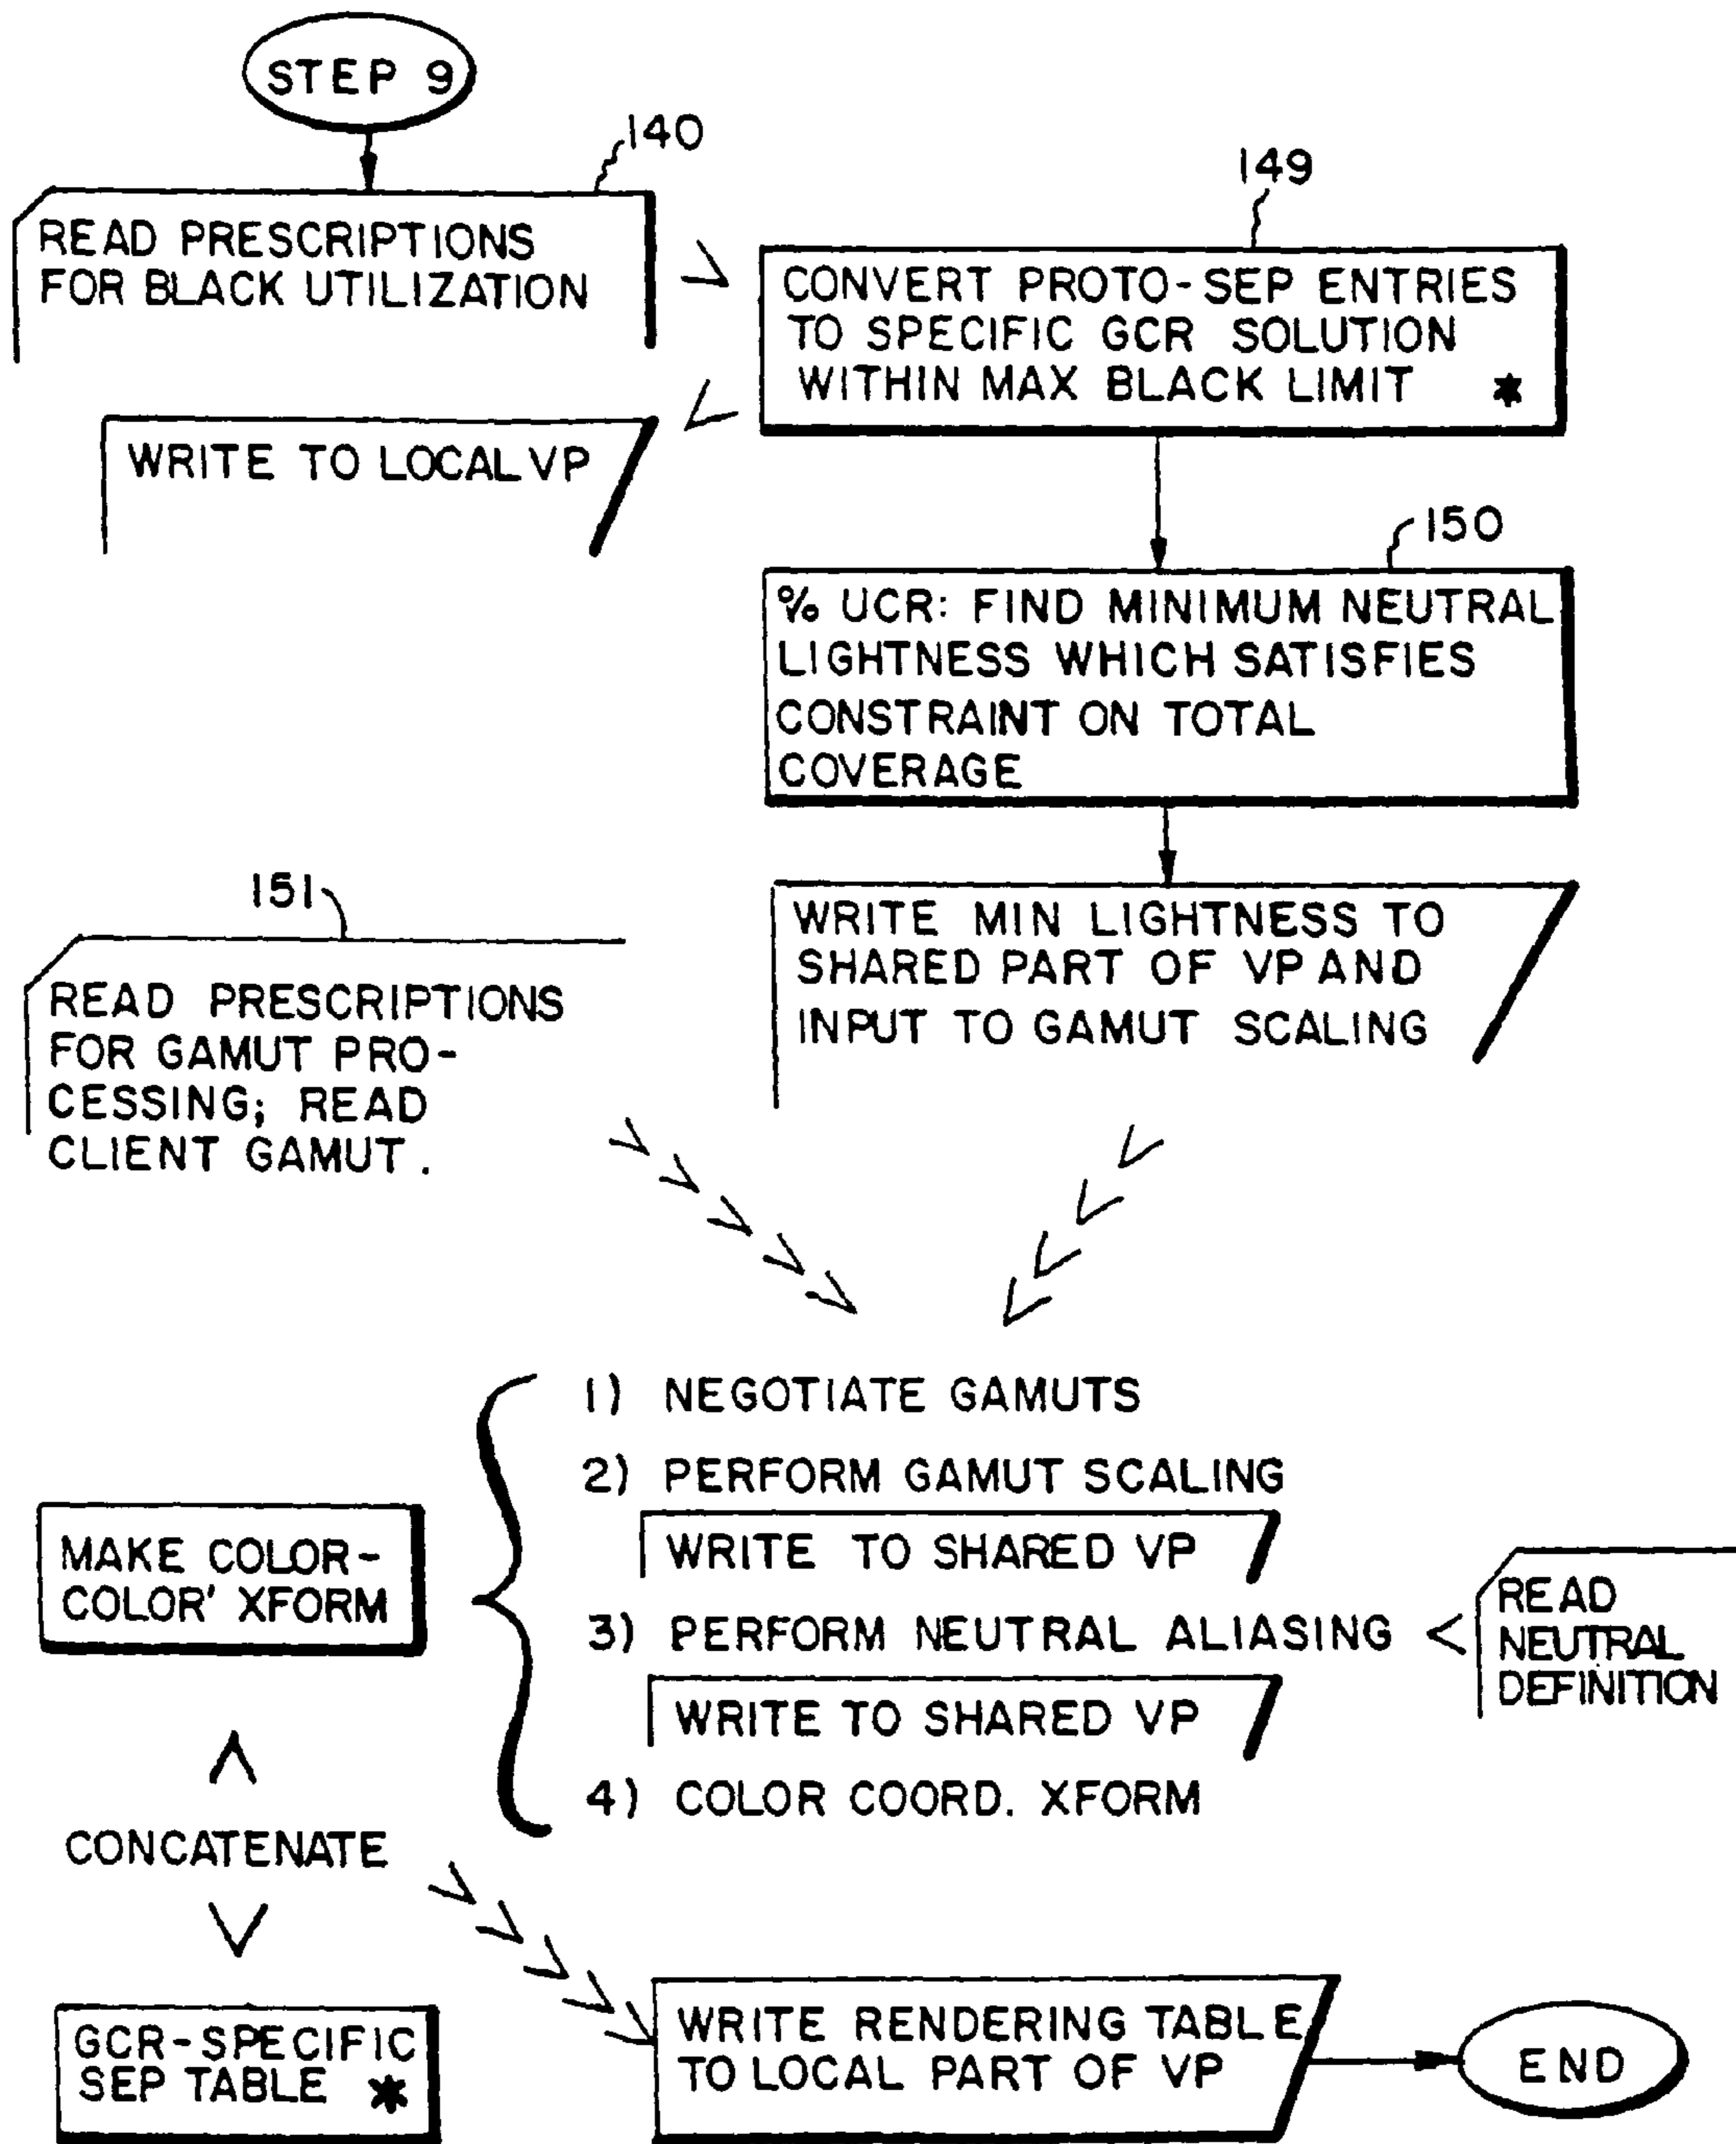 STEP 9
140
READ PRESCRIPTIONS
FOR BLACK UTILIZATION
149
CONVERT PROTO-SEP ENTRIES
TO SPECIFIC GCR SOLUTION
WITHIN MAX BLACK LIMIT *
WRITE TO LOCAL VP
150
% UCR: FIND MINIMUM NEUTRAL
LIGHTNESS WHICH SATISFIES
CONSTRAINT ON TOTAL
COVERAGE
151
READ PRESCRIPTIONS
FOR GAMUT PRO-
CESSING; READ
CLIENT GAMUT.
WRITE MIN LIGHTNESS TO
SHARED PART OF VP AND
INPUT TO GAMUT SCALING
1) NEGOTIATE GAMUTS
2) PERFORM GAMUT SCALING
WRITE TO SHARED VP
3) PERFORM NEUTRAL ALIASING
READ
NEUTRAL
DEFINITION
WRITE TO SHARED VP
4) COLOR COORD. XFORM
MAKE COLOR-
COLOR' XFORM
CONCATENATE
GCR-SPECIFIC
SEP TABLE *
WRITE RENDERING TABLE
TO LOCAL PART OF VP
END